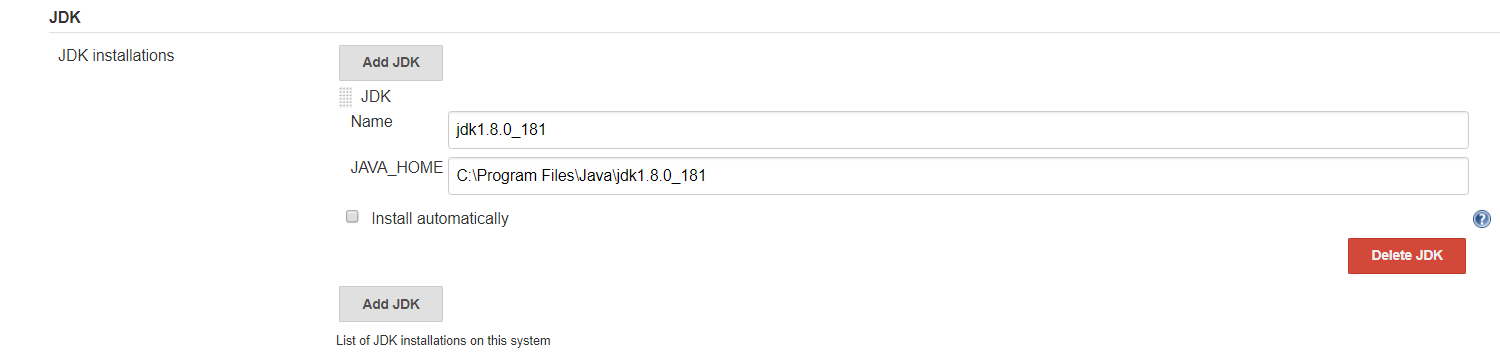 JDK
JDK installations
Add JDK
JDK
Name
jdk1.8.0_181
JAVA_HOME
C:\Program Files\Java\jdk1.8.0_181
Install automatically
?
Delete JDK
Add JDK
List of JDK installations on this system